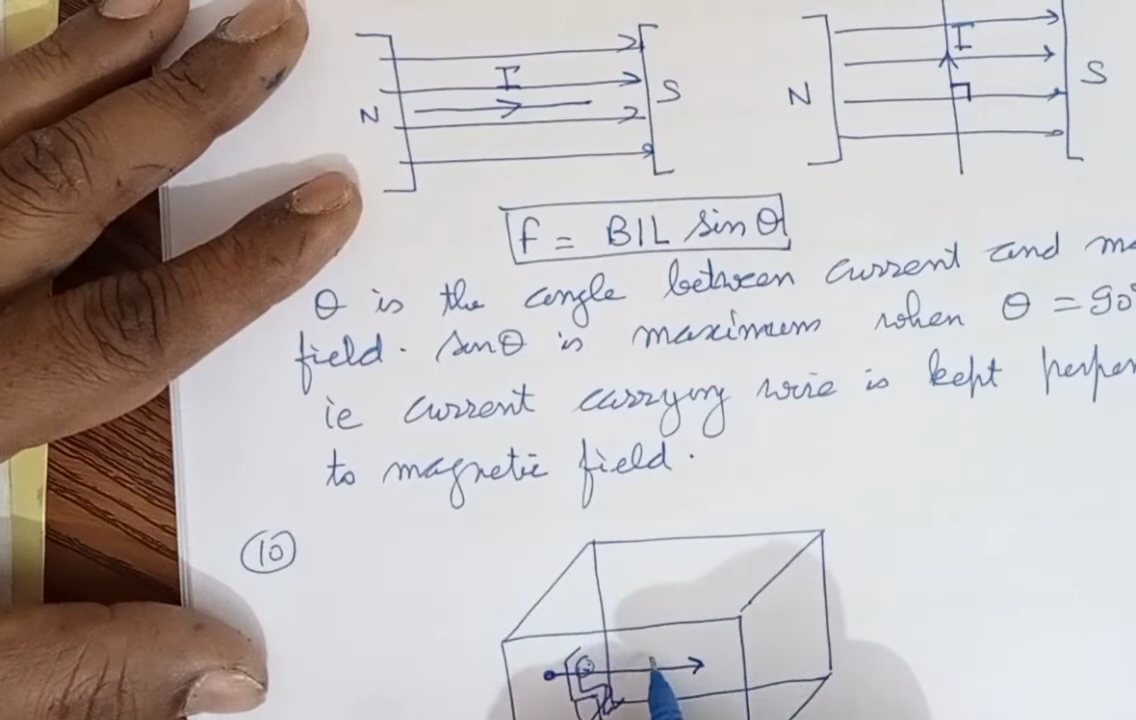 I
N
S
I
N
S
F = BIL sin θ
θ is the angle between current and
field. sinθ is maximum when θ = 90°
ie current carrying wire is kept
to magnetic field.
10